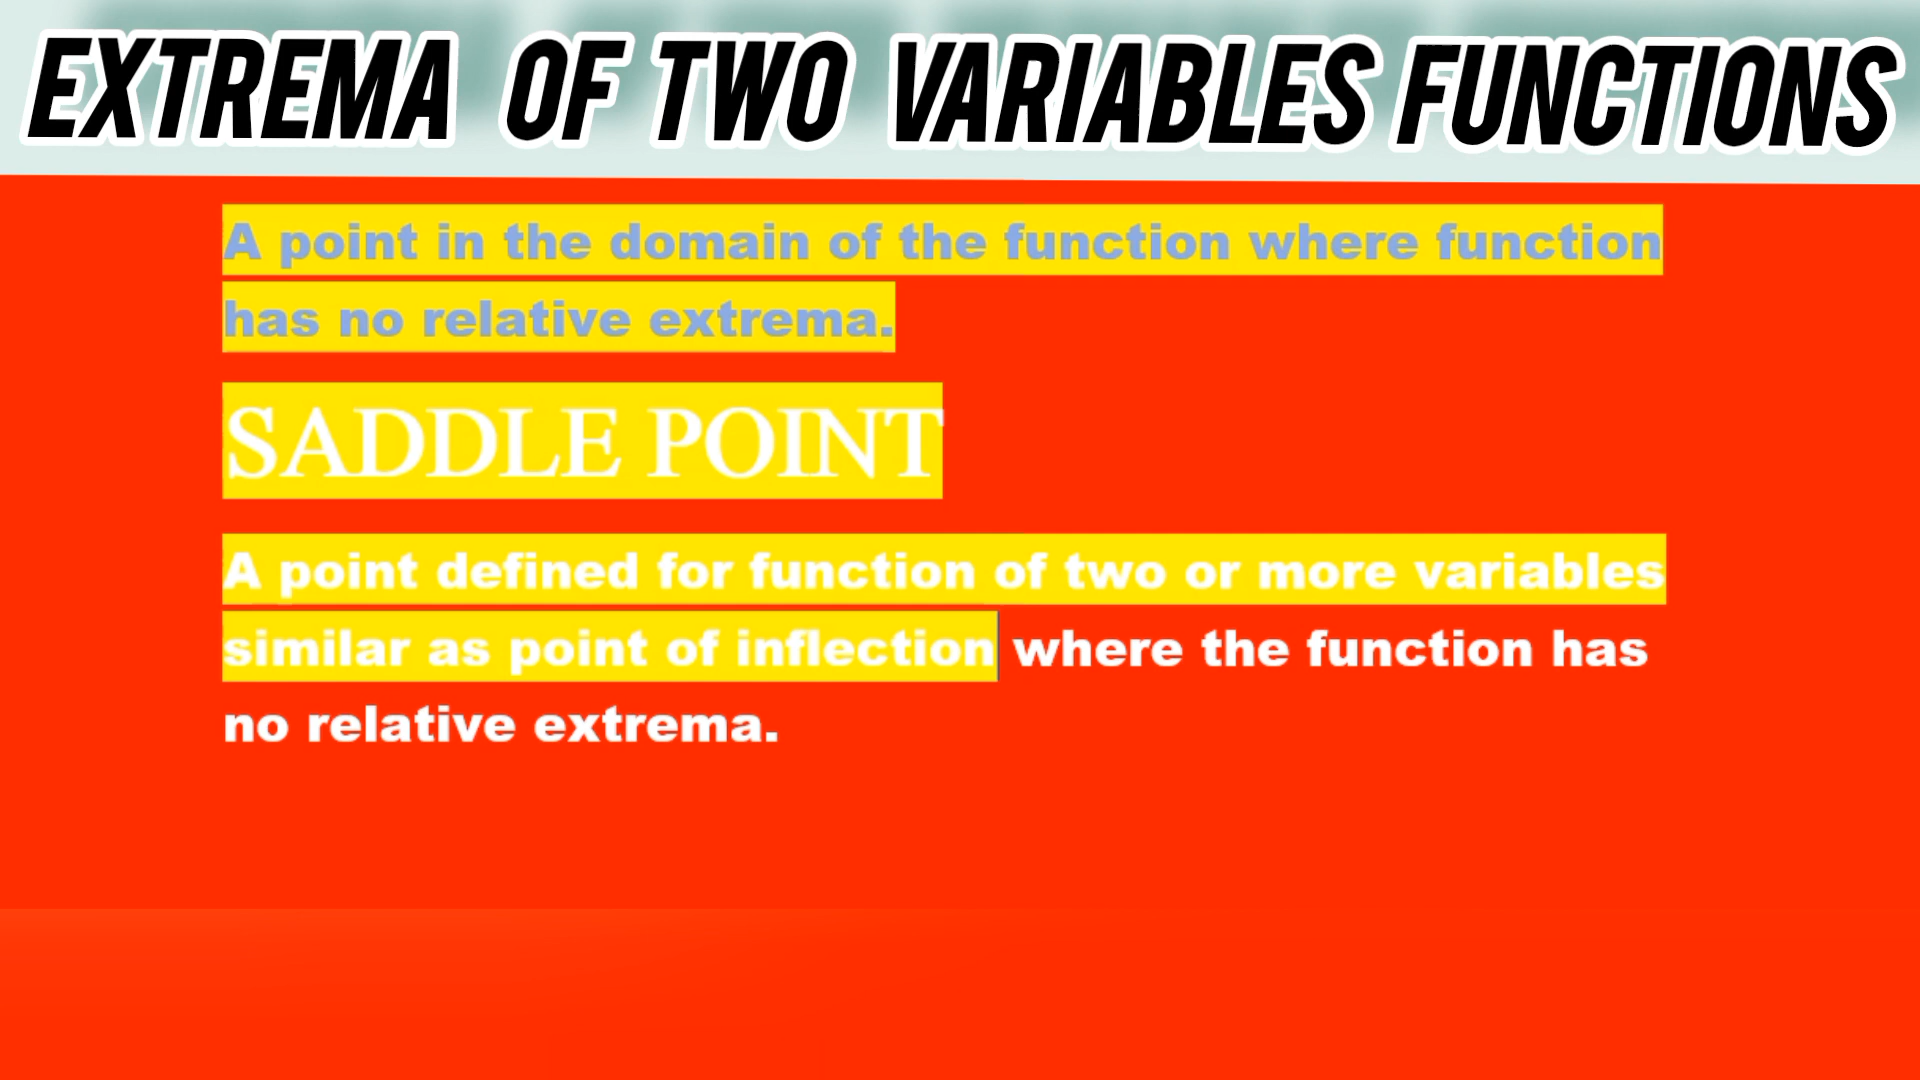 EXTREMA OF TWO VARIABLES FUNCTIONS
A point in the domain of the function where function
has no relative extrema.
SADDLE POINT
A point defined for function of two or more variables
similar as point of inflection where the function has
no relative extrema.